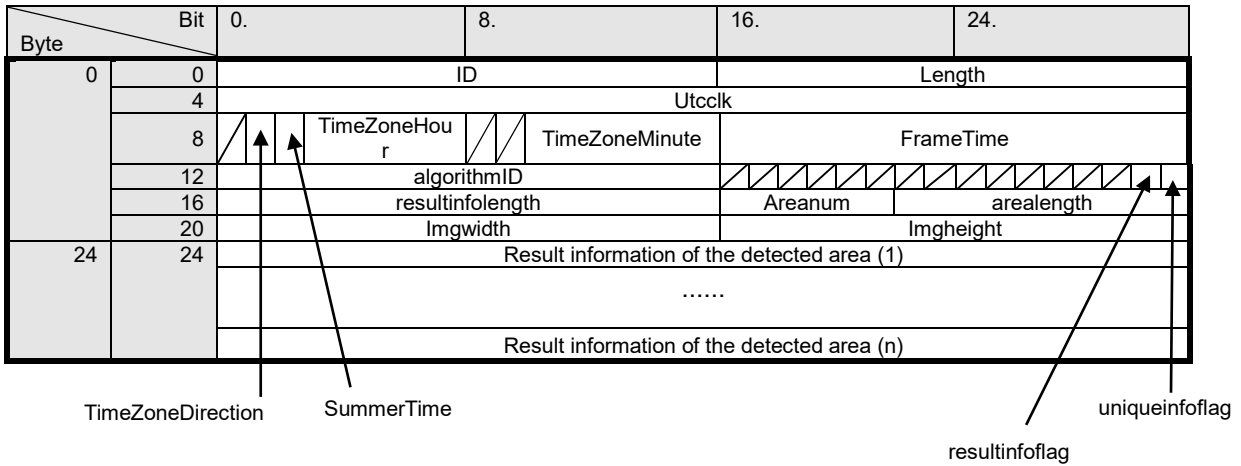 Bit 0. 8. 16. 24.
Byte
0 0 ID Length
4 Utcclk
8 TimeZoneHou
r TimeZoneMinute FrameTime
12 algorithmID
16 resultinfolength Areanum arealength
20 Imgwidth Imgheight
24 24 Result information of the detected area (1)
......
Result information of the detected area (n)
TimeZoneDirection SummerTime uniqueinfoflag
resultinfoflag